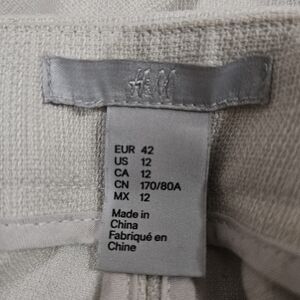 H&M
EUR 42
US 12
CA 12
CN 170/80A
MX 12
Made in
China
Fabriqué en
Chine